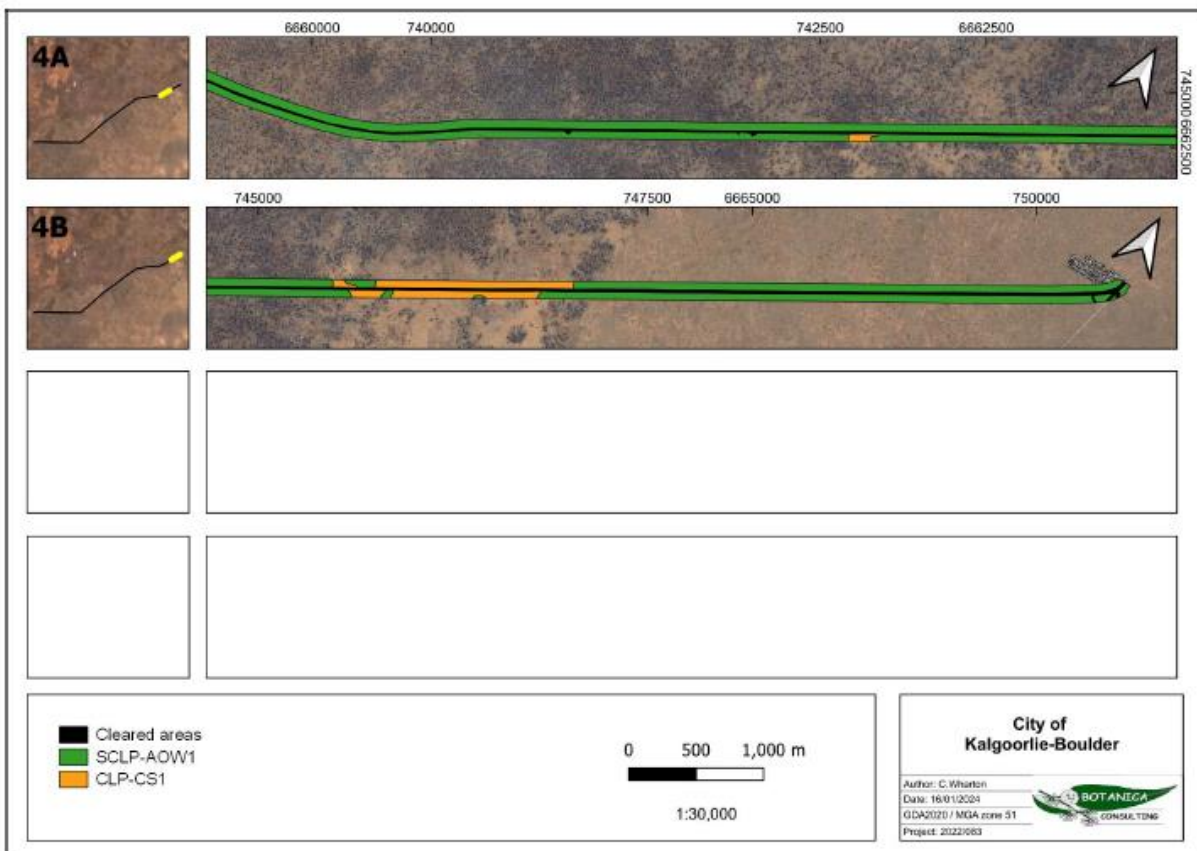 6660000 740000 742500 6662500
4A
745000
6662500
745000 747500 6665000 750000
4B
Cleared areas
SCLP-AOW1
CLP-CS1
0 500 1,000 m
1:30,000
City of
Kalgoorlie-Boulder
Author: C.Wharton
Date: 16/01/2024
GDA2020 / MGA zone 51
Project: 2022/083
BOTANICA
CONSULTING